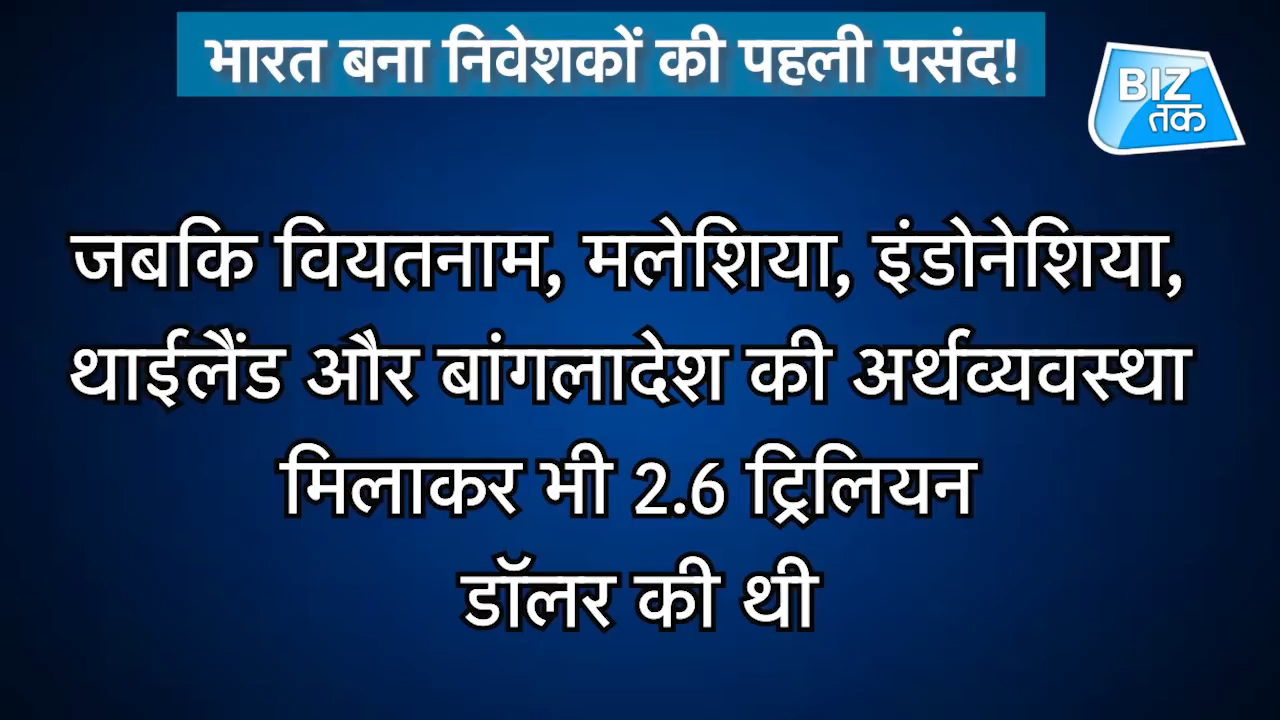 भारत बना निवेशकों की पहली पसंद!
BIZ
तक
जबकि वियतनाम, मलेशिया, इंडोनेशिया,
थाईलैंड और बांगलादेश की अर्थव्यवस्था
मिलाकर भी 2.6 ट्रिलियन
डॉलर की थी